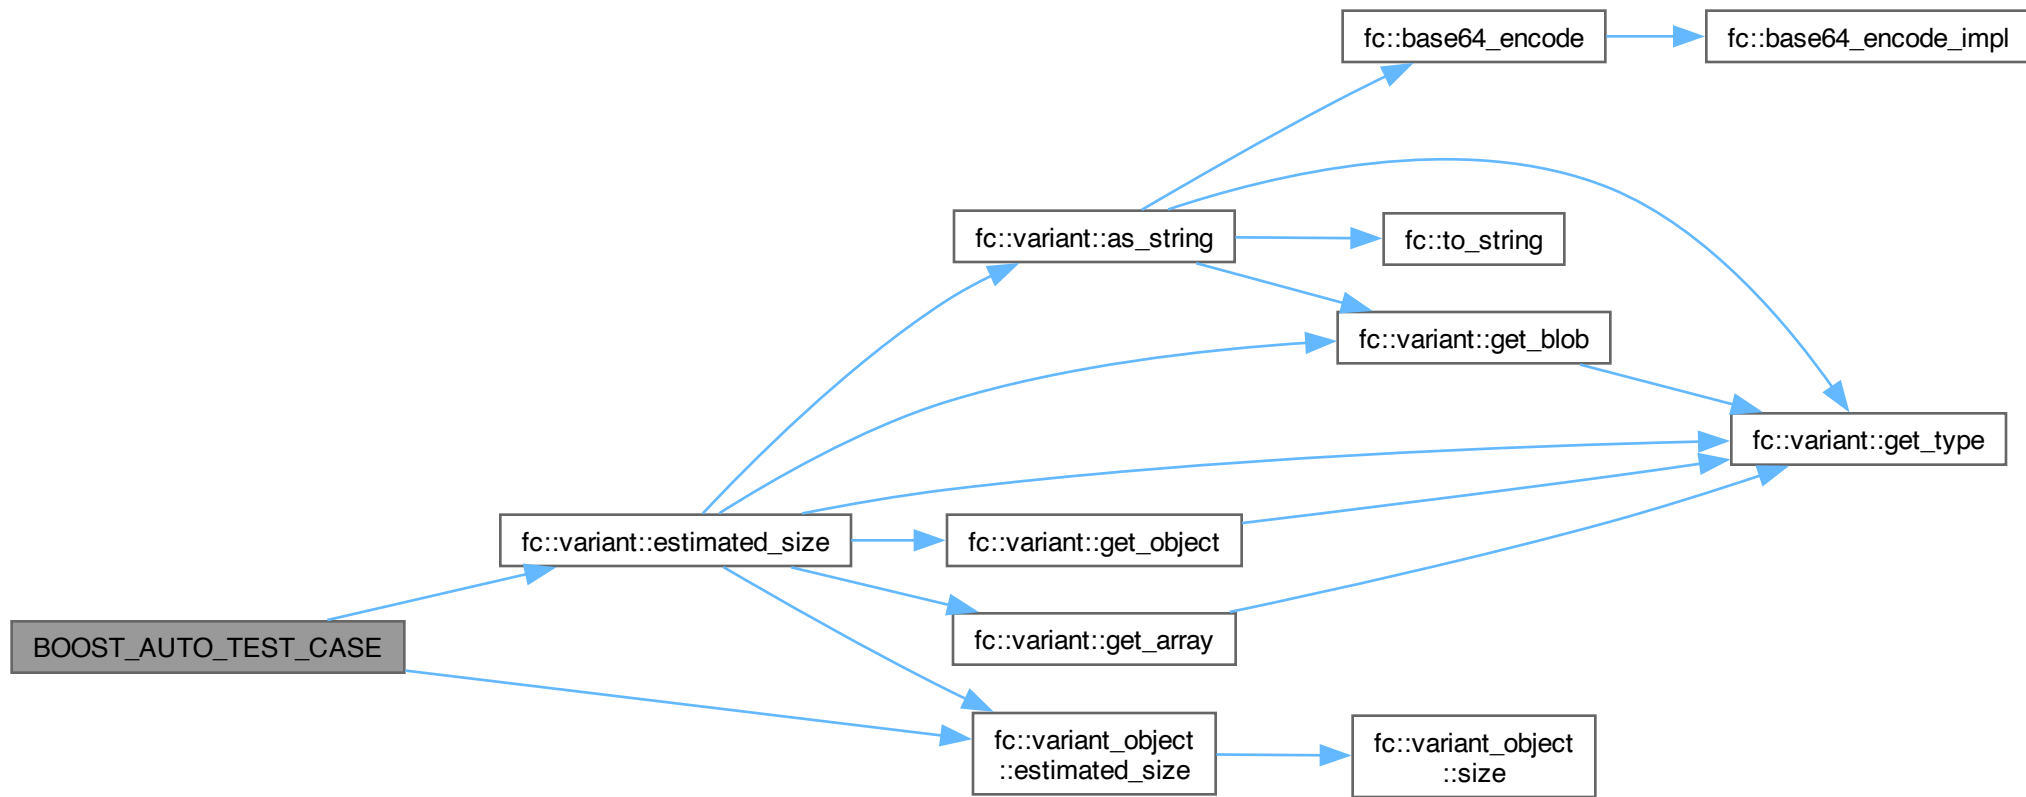 fc::base64_encode
fc::base64_encode_impl
fc::variant::as_string
fc::to_string
fc::variant::get_blob
fc::variant::get_type
fc::variant::estimated_size
fc::variant::get_object
fc::variant::get_array
BOOST_AUTO_TEST_CASE
fc::variant_object
::estimated_size
fc::variant_object
::size